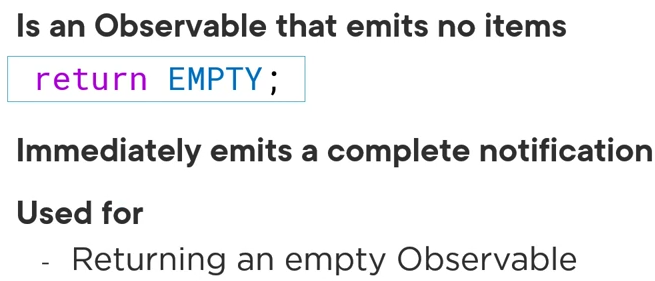 Is an Observable that emits no items
return EMPTY;
Immediately emits a complete notification
Used for
- Returning an empty Observable